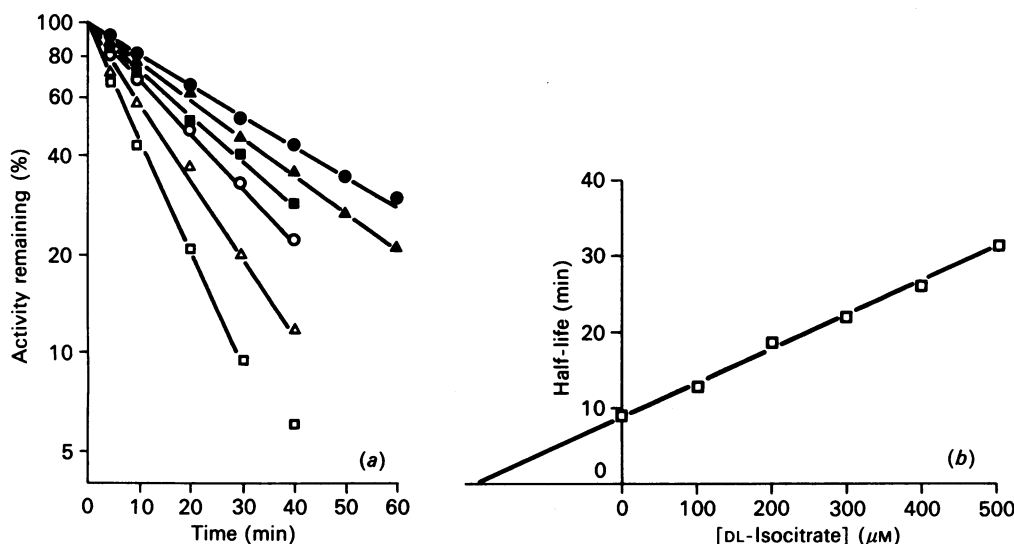 100
80
60
40
20
10
5
Activity remaining (%)
0 10 20 30 40 50 60
Time (min)
(a)
40
30
20
10
0
Half-life (min)
0 100 200 300 400 500
[DL-Isocitrate] (μM)
(b)